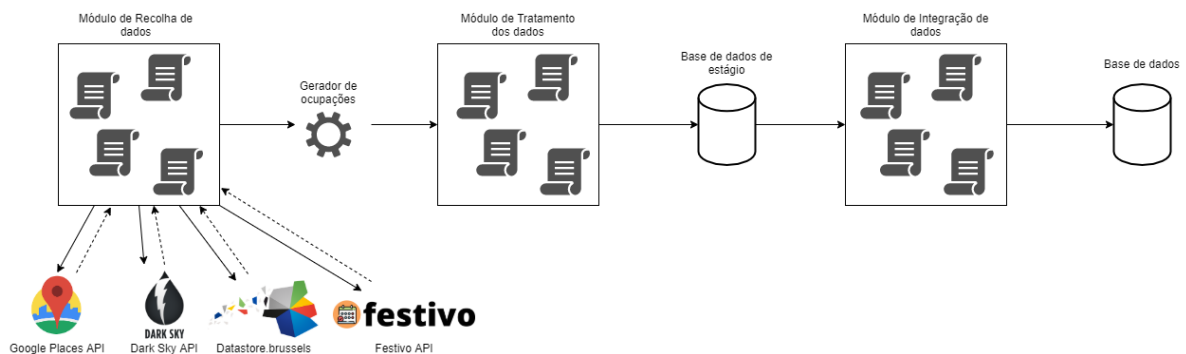 Módulo de Recolha de
dados
Módulo de Tratamento
dos dados
Módulo de Integração de
dados
Base de dados de
estágio
Base de dados
Gerador de
ocupações
DARK SKY
festivo
Google Places API
Dark Sky API
Datastore.brussels
Festivo API